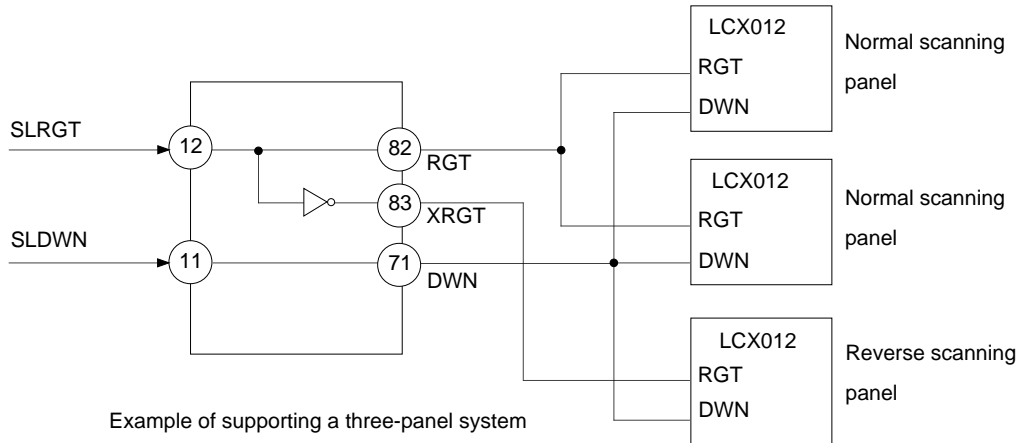 SLRGT
12
82
RGT
83
XRGT
SLDWN
11
71
DWN
LCX012
RGT
DWN
Normal scanning
panel
LCX012
RGT
DWN
Normal scanning
panel
LCX012
RGT
DWN
Reverse scanning
panel
Example of supporting a three-panel system